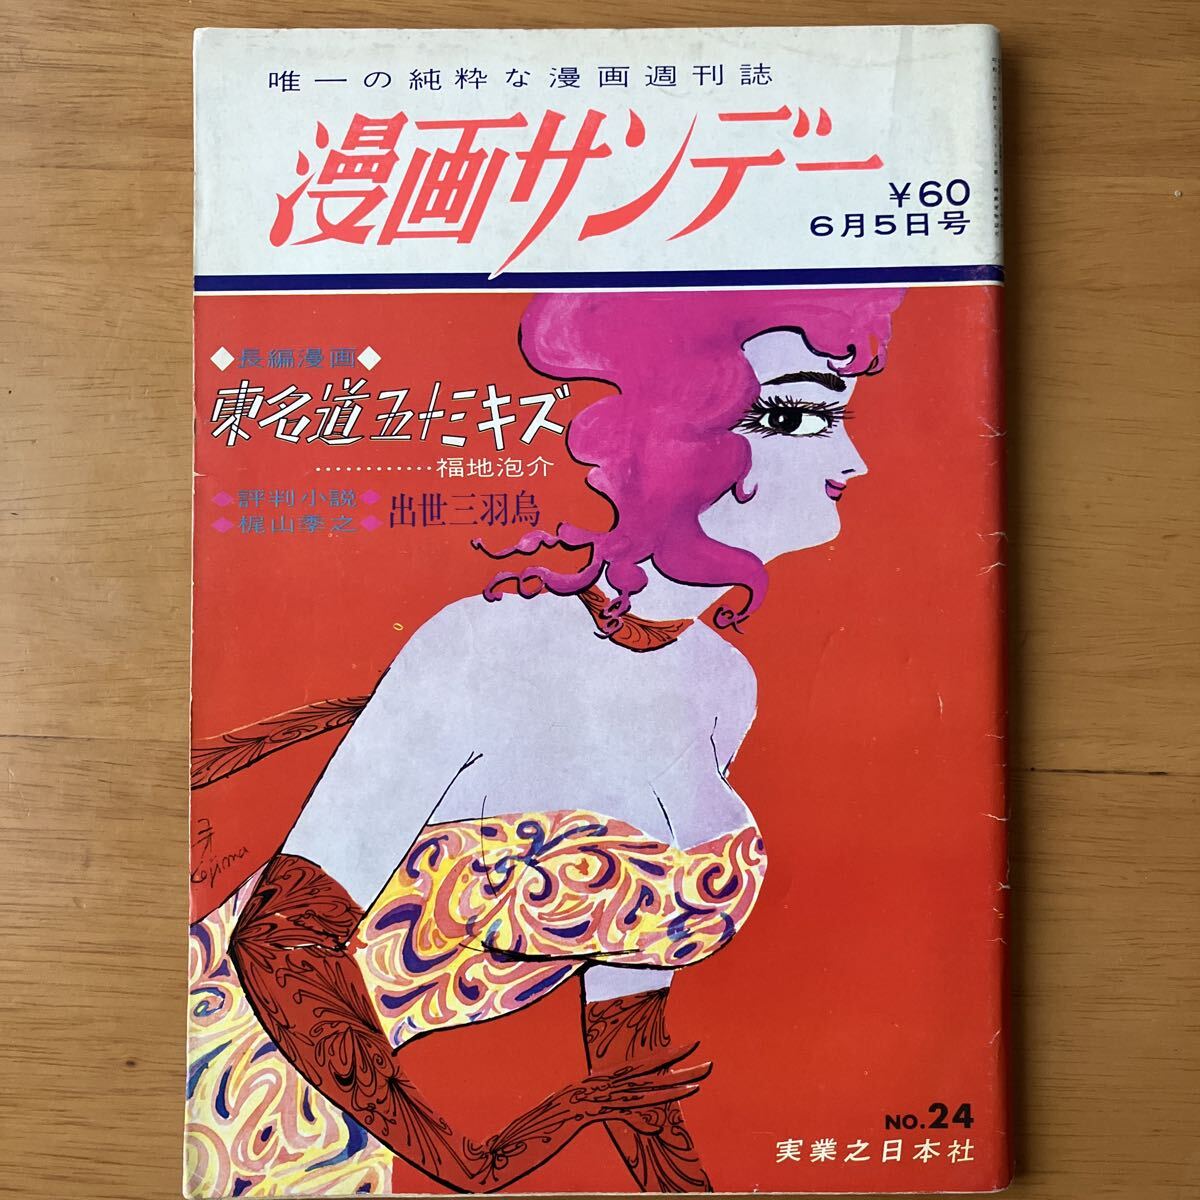 唯一の純粋な漫画週刊誌
漫画サンデー
¥60
6月5日号
◆長編漫画◆
東名道五十三キズ
…………福地泡介
◆評判小説◆
◆梶山季之◆
出世三羽烏
Kojima
NO.24
実業之日本社